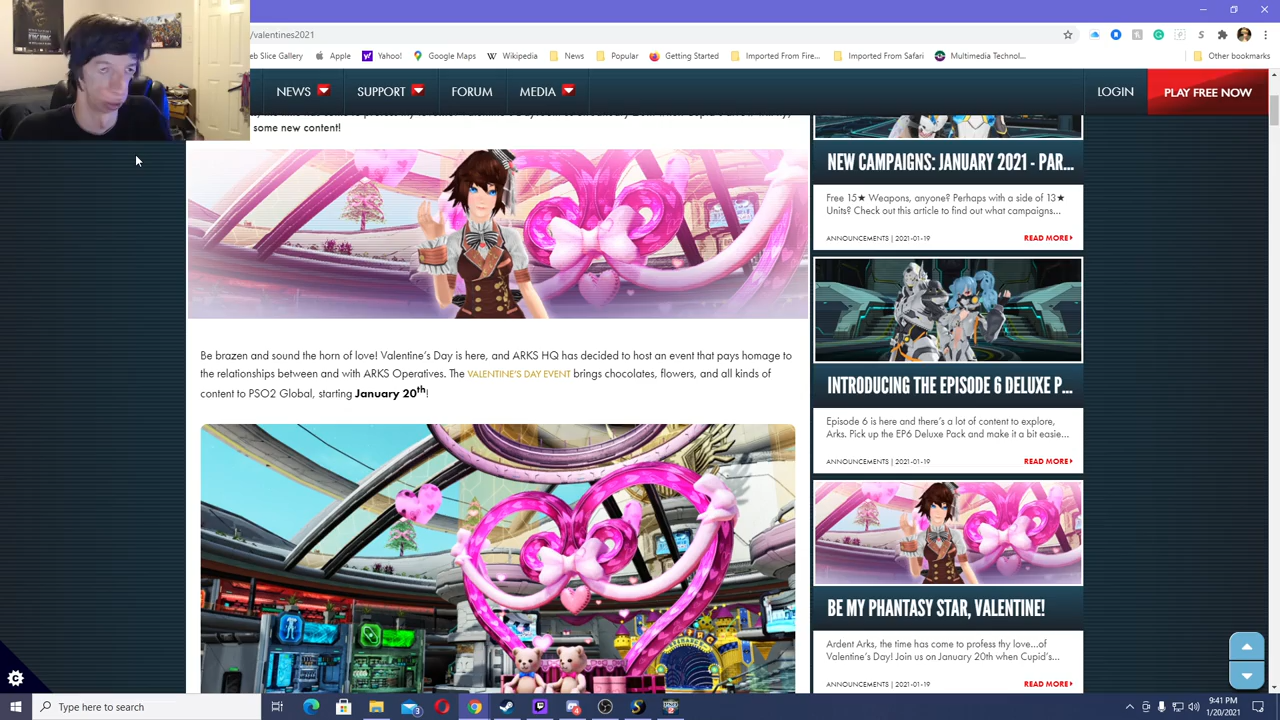 /valentines2021
eb Slice Gallery Apple Yahoo! Google Maps Wikipedia News Popular Getting Started Imported From Fire... Imported From Safari Multimedia Technol... Other bookmarks
NEWS SUPPORT FORUM MEDIA LOGIN PLAY FREE NOW
some new content!
Be brazen and sound the horn of love! Valentine's Day is here, and ARKS HQ has decided to host an event that pays homage to
the relationships between and with ARKS Operatives. The VALENTINE'S DAY EVENT brings chocolates, flowers, and all kinds of
content to PSO2 Global, starting January 20th!
NEW CAMPAIGNS: JANUARY 2021 - PAR...
Free 15★ Weapons, anyone? Perhaps with a side of 13★
Units? Check out this article to find out what campaigns...
ANNOUNCEMENTS | 2021-01-19 READ MORE
INTRODUCING THE EPISODE 6 DELUXE P...
Episode 6 is here and there's a lot of content to explore,
Arks. Pick up the EP6 Deluxe Pack and make it a bit easie...
ANNOUNCEMENTS | 2021-01-19 READ MORE
BE MY PHANTASY STAR, VALENTINE!
Ardent Arks, the time has come to profess thy love...of
Valentine's Day! Join us on January 20th when Cupid's...
ANNOUNCEMENTS | 2021-01-19 READ MORE
Type here to search
9:41 PM
1/20/2021